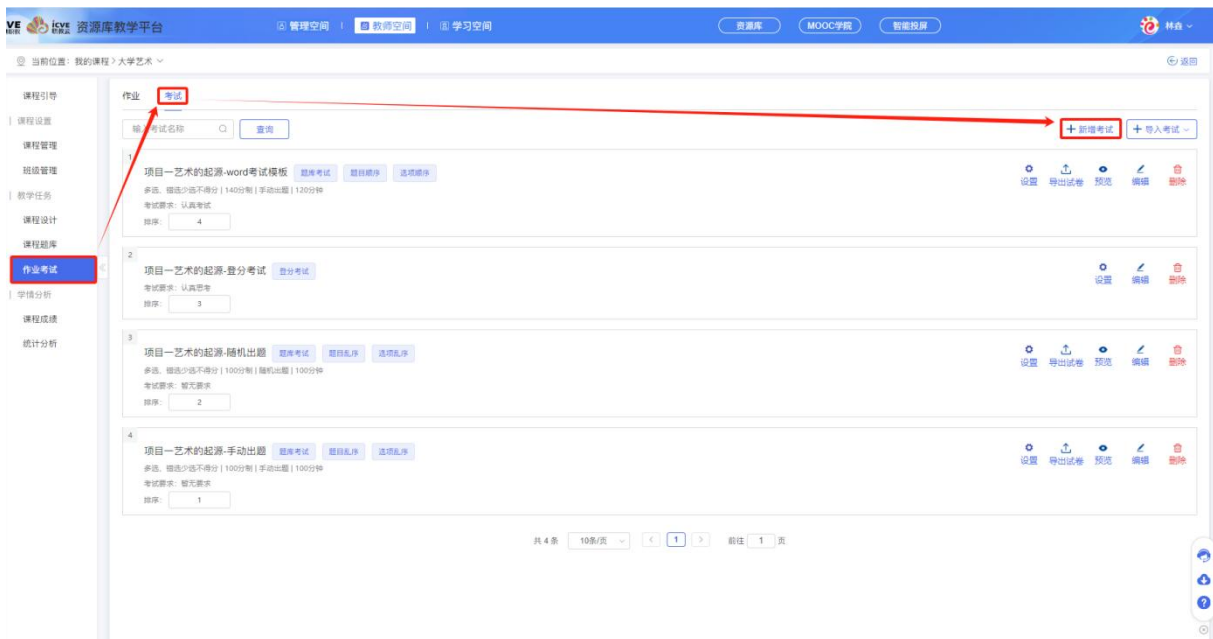 icve 资源库教学平台 管理空间 教师空间 学习空间 资源库 MOOC学院 智能投屏 林垚
当前位置：我的课程 > 大学艺术 返回
课程引导
课程设置
课程管理
班级管理
教学任务
课程设计
课程题库
作业考试
学情分析
课程成绩
统计分析
作业 考试
输入考试名称 查询 新增考试 导入考试
1
项目一艺术的起源-word考试模板 题库考试 题目顺序 选项顺序 设置 导出试卷 预览 编辑 删除
多选、错选少选不得分 | 140分制 | 手动出题 | 120分钟
考试要求：认真考试
排序： 4
2
项目一艺术的起源-登分考试 登分考试 设置 编辑 删除
考试要求：认真思考
排序： 3
3
项目一艺术的起源-随机出题 题库考试 题目乱序 选项乱序 设置 导出试卷 预览 编辑 删除
多选、错选少选不得分 | 100分制 | 随机出题 | 100分钟
考试要求：暂无要求
排序： 2
4
项目一艺术的起源-手动出题 题库考试 题目乱序 选项乱序 设置 导出试卷 预览 编辑 删除
多选、错选少选不得分 | 100分制 | 手动出题 | 100分钟
考试要求：暂无要求
排序： 1
共 4 条 10条/页 1 前往 1 页